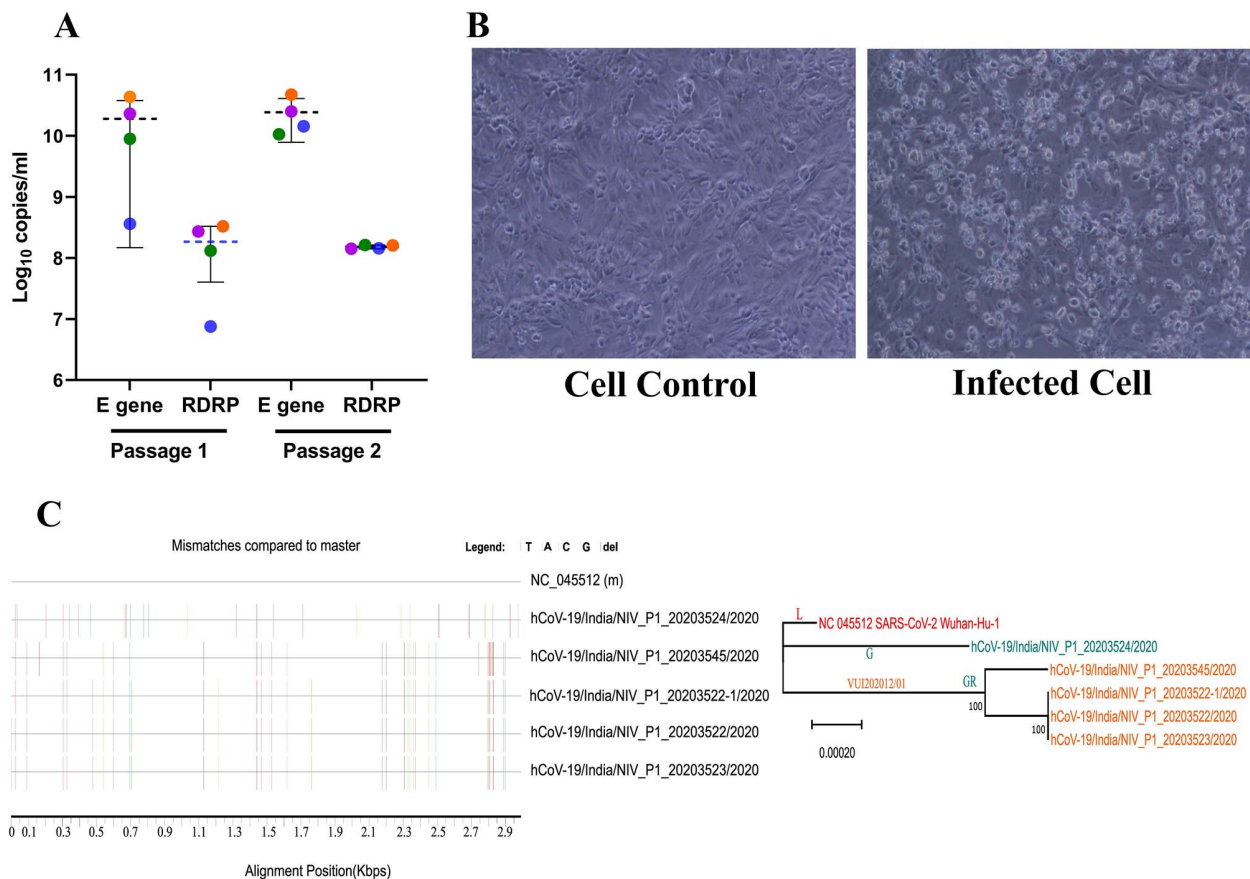 A
B
11
10
9
8
7
6
Log10 copies/ml
E gene RDRP E gene RDRP
Passage 1 Passage 2
Cell Control
Infected Cell
C
Mismatches compared to master
Legend: T A C G del
NC_045512 (m)
hCoV-19/India/NIV_P1_20203524/2020
hCoV-19/India/NIV_P1_20203545/2020
hCoV-19/India/NIV_P1_20203522-1/2020
hCoV-19/India/NIV_P1_20203522/2020
hCoV-19/India/NIV_P1_20203523/2020
0 0.1 0.3 0.5 0.7 0.9 1.1 1.3 1.5 1.7 1.9 2.1 2.3 2.5 2.7 2.9
Alignment Position(Kbps)
L
NC 045512 SARS-CoV-2 Wuhan-Hu-1
hCoV-19/India/NIV_P1_20203524/2020
G
hCoV-19/India/NIV_P1_20203545/2020
VUI202012/01 GR
hCoV-19/India/NIV_P1_20203522-1/2020
100
hCoV-19/India/NIV_P1_20203522/2020
100
hCoV-19/India/NIV_P1_20203523/2020
0.00020